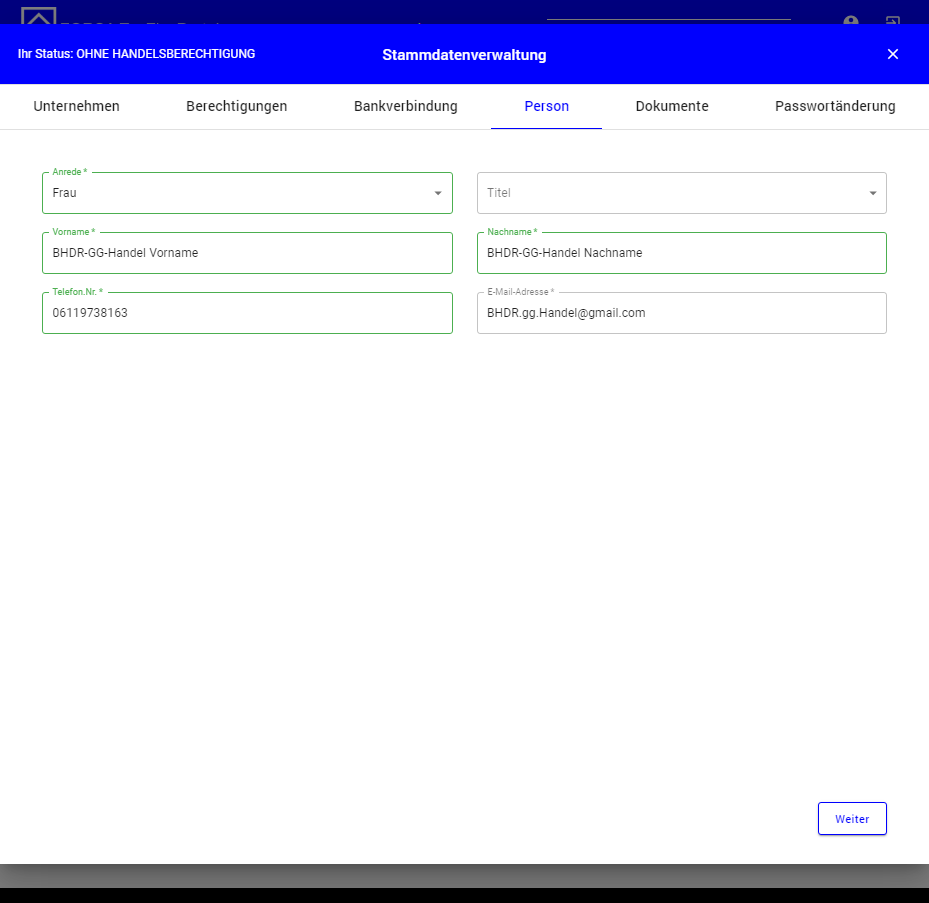 Ihr Status: OHNE HANDELSBERECHTIGUNG
Stammdatenverwaltung
Unternehmen
Berechtigungen
Bankverbindung
Person
Dokumente
Passwortänderung
Anrede *
Frau
Titel
Vorname *
BHDR-GG-Handel Vorname
Nachname *
BHDR-GG-Handel Nachname
Telefon.Nr. *
06119738163
E-Mail-Adresse *
BHDR.gg.Handel@gmail.com
Weiter